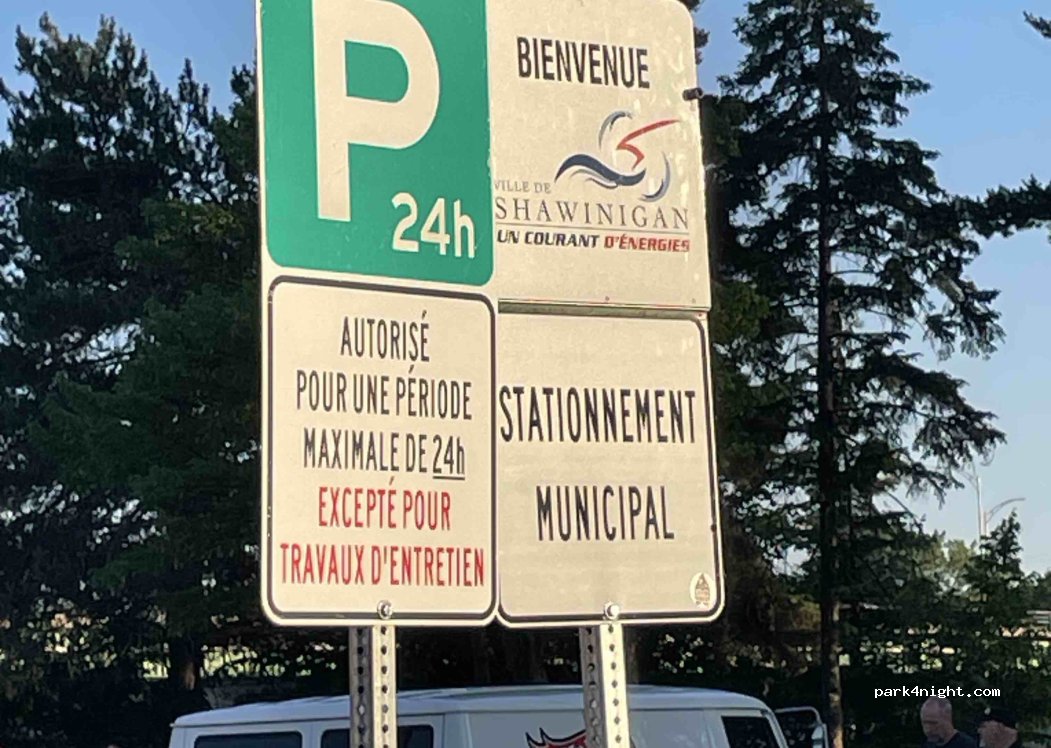 P
24h
AUTORISÉ
POUR UNE PÉRIODE
MAXIMALE DE 24h
EXCEPTÉ POUR
TRAVAUX D'ENTRETIEN
BIENVENUE
VILLE DE
SHAWINIGAN
UN COURANT D'ÉNERGIES
STATIONNEMENT
MUNICIPAL
park4night.com